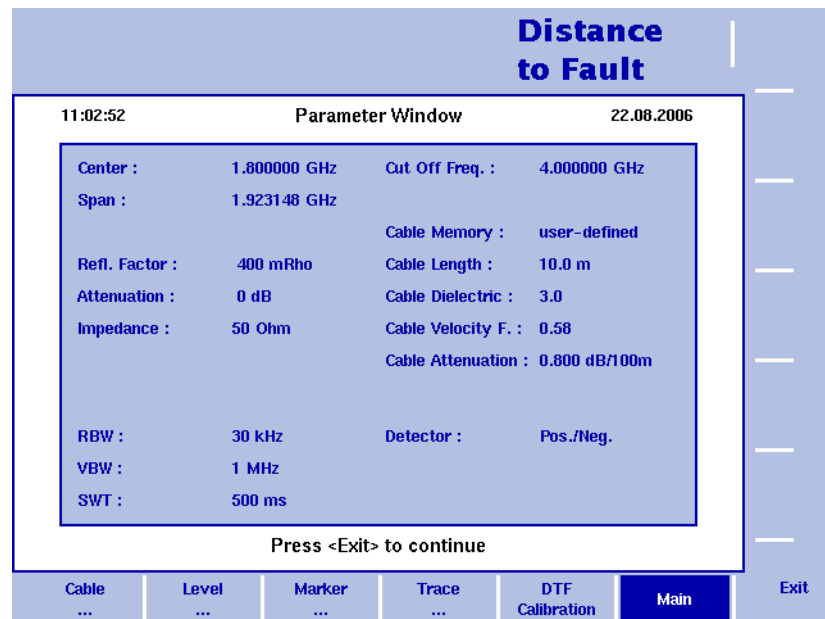 Distance
to Fault
11:02:52 Parameter Window 22.08.2006
Center : 1.800000 GHz Cut Off Freq. : 4.000000 GHz
Span : 1.923148 GHz
Cable Memory : user-defined
Refl. Factor : 400 mRho Cable Length : 10.0 m
Attenuation : 0 dB Cable Dielectric : 3.0
Impedance : 50 Ohm Cable Velocity F. : 0.58
Cable Attenuation : 0.800 dB/100m
RBW : 30 kHz Detector : Pos./Neg.
VBW : 1 MHz
SWT : 500 ms
Press <Exit> to continue
Cable Level Marker Trace DTF Main Exit
... ... ... ... Calibration